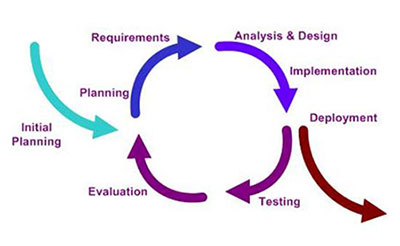 Requirements
Analysis & Design
Implementation
Planning
Deployment
Initial
Planning
Evaluation
Testing